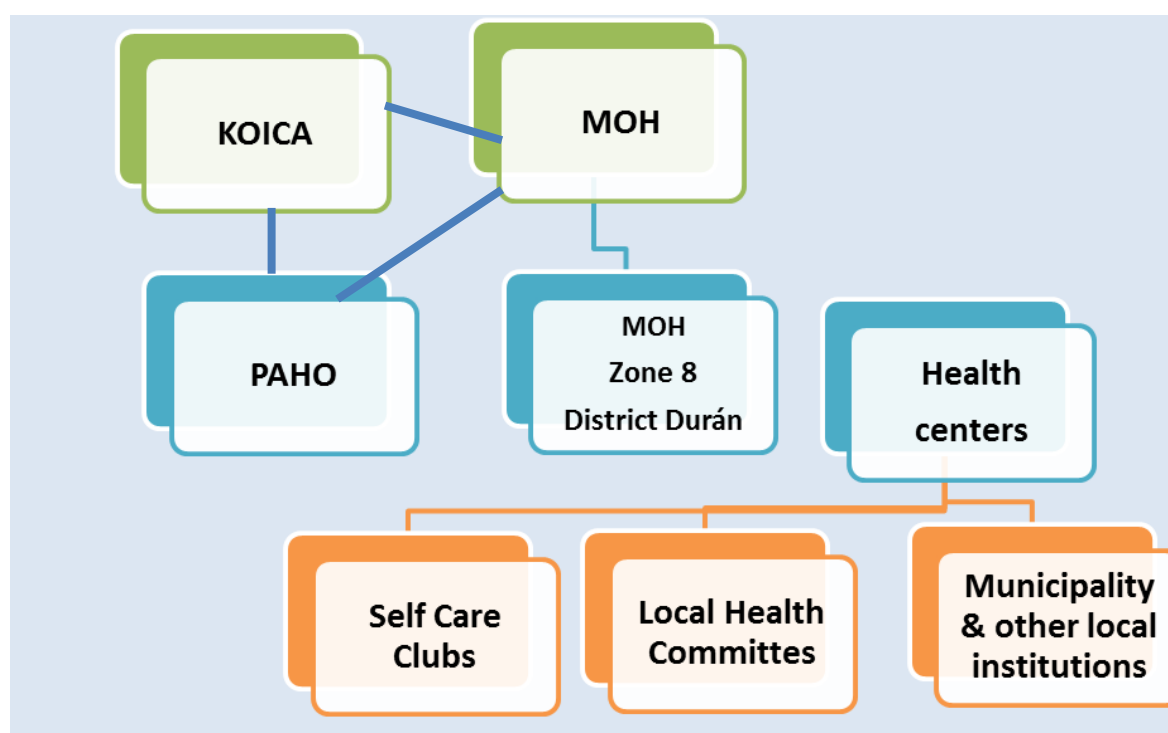 KOICA
MOH
PAHO
MOH
Zone 8
District Durán
Health
centers
Self Care
Clubs
Local Health
Committes
Municipality
& other local
institutions